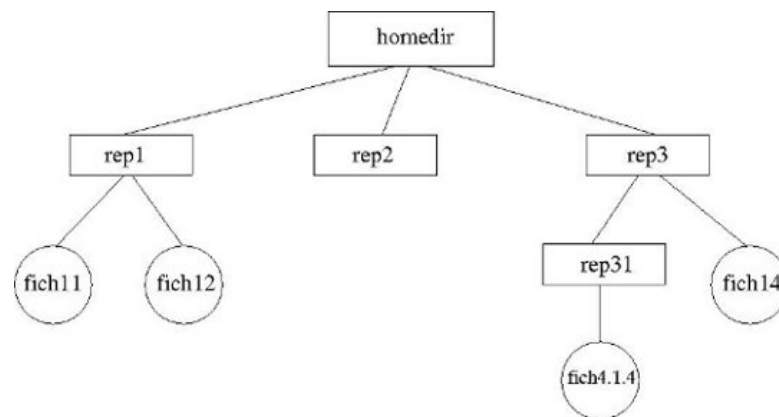 homedir
rep1
rep2
rep3
fich11
fich12
rep31
fich14
fich4.1.4